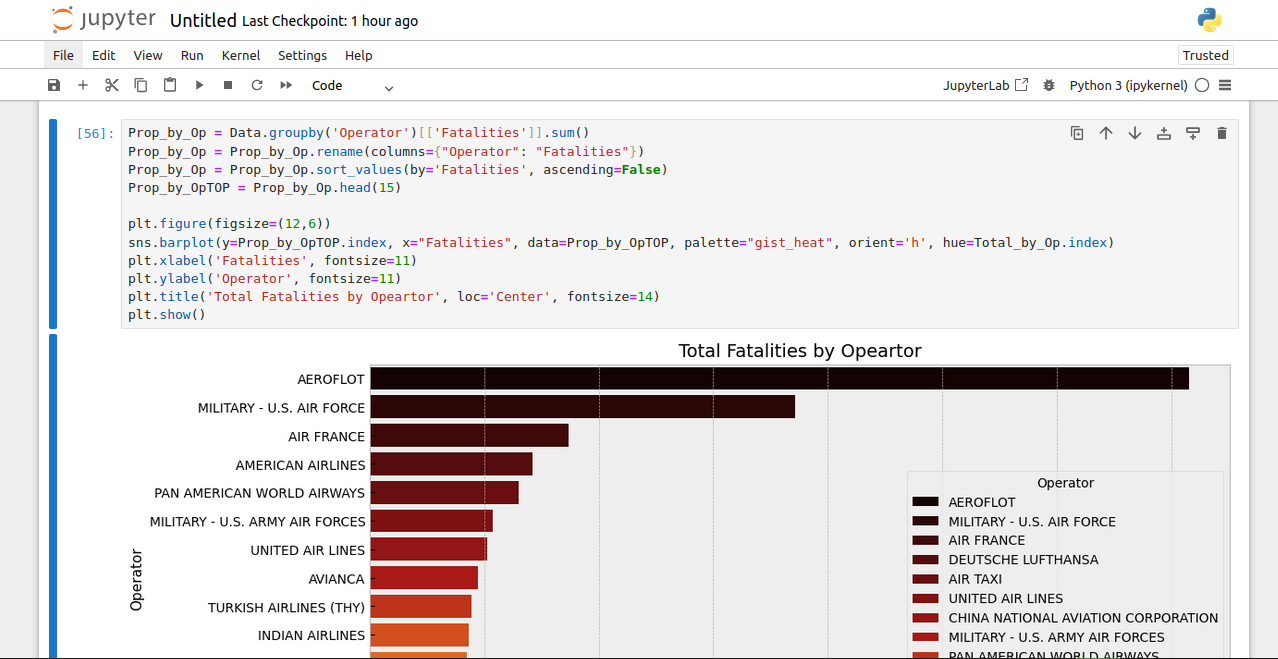 jupyter Untitled Last Checkpoint: 1 hour ago
File Edit View Run Kernel Settings Help Trusted
Code JupyterLab Python 3 (ipykernel)
[56]:
Prop_by_Op = Data.groupby('Operator')[['Fatalities']].sum()
Prop_by_Op = Prop_by_Op.rename(columns={"Operator": "Fatalities"})
Prop_by_Op = Prop_by_Op.sort_values(by='Fatalities', ascending=False)
Prop_by_OpTOP = Prop_by_Op.head(15)
plt.figure(figsize=(12,6))
sns.barplot(y=Prop_by_OpTOP.index, x="Fatalities", data=Prop_by_OpTOP, palette="gist_heat", orient='h', hue=Total_by_Op.index)
plt.xlabel('Fatalities', fontsize=11)
plt.ylabel('Operator', fontsize=11)
plt.title('Total Fatalities by Opeartor', loc='Center', fontsize=14)
plt.show()
Total Fatalities by Opeartor
AEROFLOT
MILITARY - U.S. AIR FORCE
AIR FRANCE
AMERICAN AIRLINES
PAN AMERICAN WORLD AIRWAYS
MILITARY - U.S. ARMY AIR FORCES
UNITED AIR LINES
AVIANCA
TURKISH AIRLINES (THY)
INDIAN AIRLINES
Operator
Operator
AEROFLOT
MILITARY - U.S. AIR FORCE
AIR FRANCE
DEUTSCHE LUFTHANSA
AIR TAXI
UNITED AIR LINES
CHINA NATIONAL AVIATION CORPORATION
MILITARY - U.S. ARMY AIR FORCES
PAN AMERICAN WORLD AIRWAYS